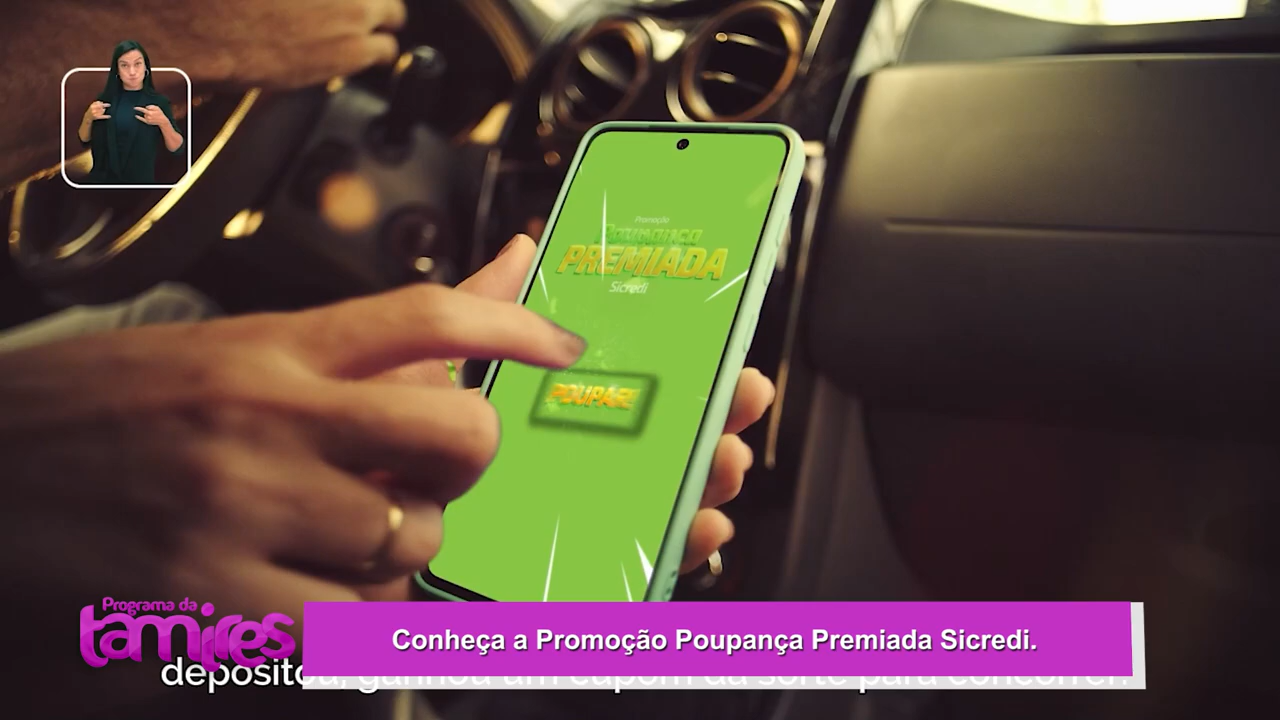 Promoção
Poupança
PREMIADA
Sicredi
POUPAR!
Programa da
tamires
Conheça a Promoção Poupança Premiada Sicredi.
depositou, ganhou um cupom da sorte para concorrer.